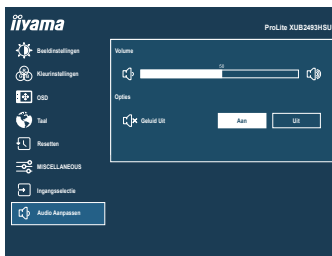 iiyama
ProLite XUB2493HSU
Beeldinstellingen
Kleurinstellingen
OSD
Taal
Resetten
MISCELLANEOUS
Ingangsselectie
Audio Aanpassen
Volume
50
Opties
Geluid Uit
Aan
Uit